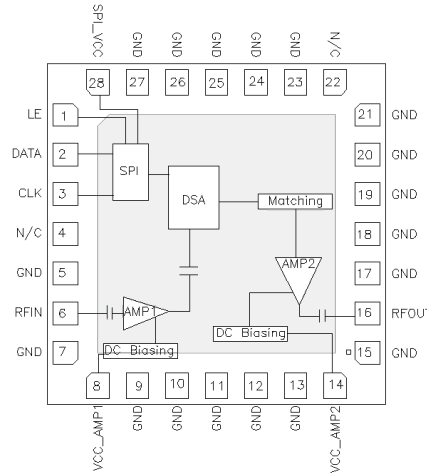 SPI_VCC GND GND GND GND GND N/C
28 27 26 25 24 23 22
LE 1 21 GND
DATA 2 SPI 20 GND
CLK 3 DSA Matching 19 GND
N/C 4 18 GND
GND 5 AMP2 17 GND
RFIN 6 AMP1 16 RFOUT
DC Biasing
GND 7 DC Biasing 15 GND
8 9 10 11 12 13 14
VCC_AMP1 GND GND GND GND GND VCC_AMP2